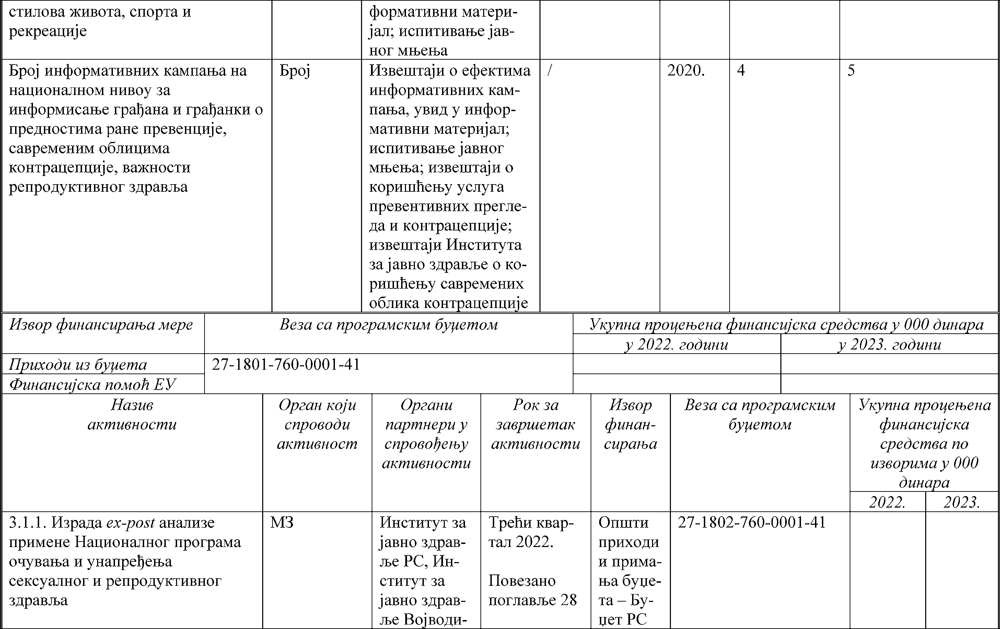 стилова живота, спорта и
рекреације
формативни матери-
јал; испитивање јав-
ног мњења
Број информативних кампања на
националном нивоу за
информисање грађана и грађанки о
предностима ране превенције,
савременим облицима
контрацепције, важности
репродуктивног здравља
Број
Извештаји о ефектима
информативних кам-
пања, увид у инфор-
мативни материјал;
испитивање јавног
мњења; извештаји о
коришћењу услуга
превентивних прегле-
да и контрацепције;
извештаји Института
за јавно здравље о ко-
ришћењу савремених
облика контрацепције
/
2020.
4
5
Извор финансирања мере
Веза са програмским буџетом
Укупна процењена финансијска средства у 000 динара
у 2022. години
у 2023. години
Приходи из буџета
27-1801-760-0001-41
Финансијска помоћ ЕУ
Назив
активности
Орган који
спроводи
активност
Органи
партнери у
спровођењу
активности
Рок за
завршетак
активности
Извор
финан-
сирања
Веза са програмским
буџетом
Укупна процењена
финансијска
средства по
изворима у 000
динара
2022.
2023.
3.1.1. Израда ex-post анализе
примене Националног програма
очувања и унапређења
сексуалног и репродуктивног
здравља
МЗ
Институт за
јавно здрав-
ље РС, Ин-
ститут за
јавно здрав-
ље Војводи-
Трећи квар-
тал 2022.
Повезано
поглавље 28
Општи
приходи
и прима-
ња буџе-
та – Бу-
џет РС
27-1802-760-0001-41